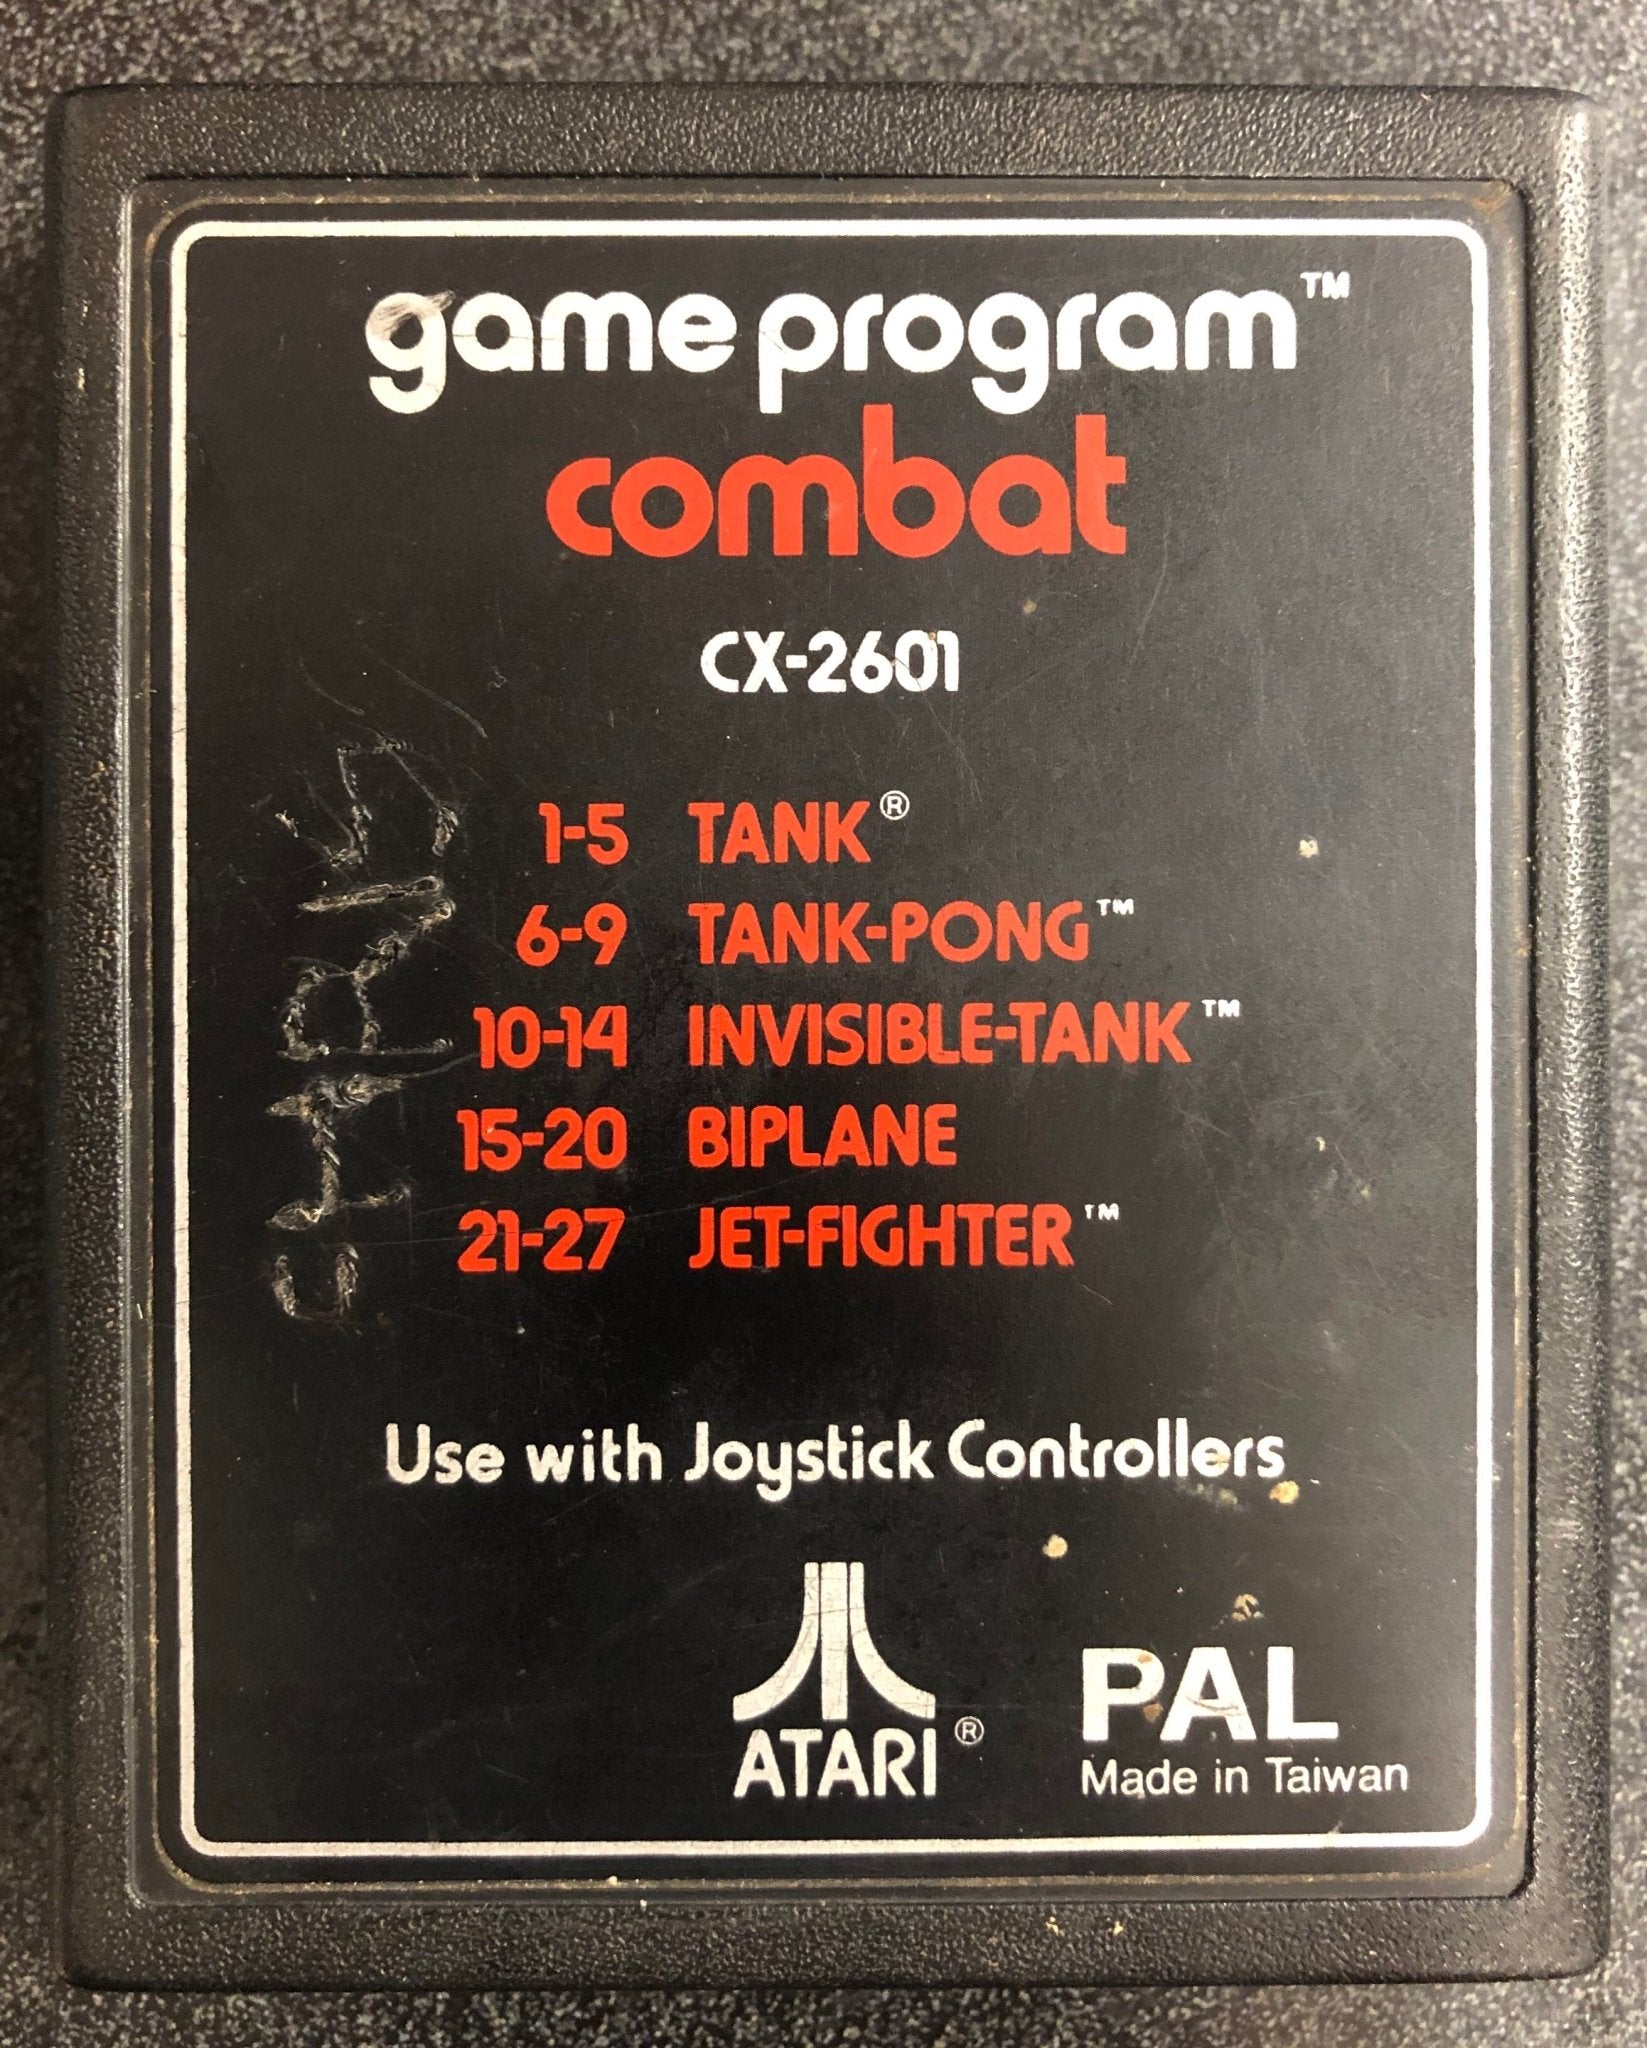 game program™
combat
CX-2601
1-5 TANK®
6-9 TANK-PONG™
10-14 INVISIBLE-TANK™
15-20 BIPLANE
21-27 JET-FIGHTER™
CHRIS
Use with Joystick Controllers
ATARI®
PAL
Made in Taiwan